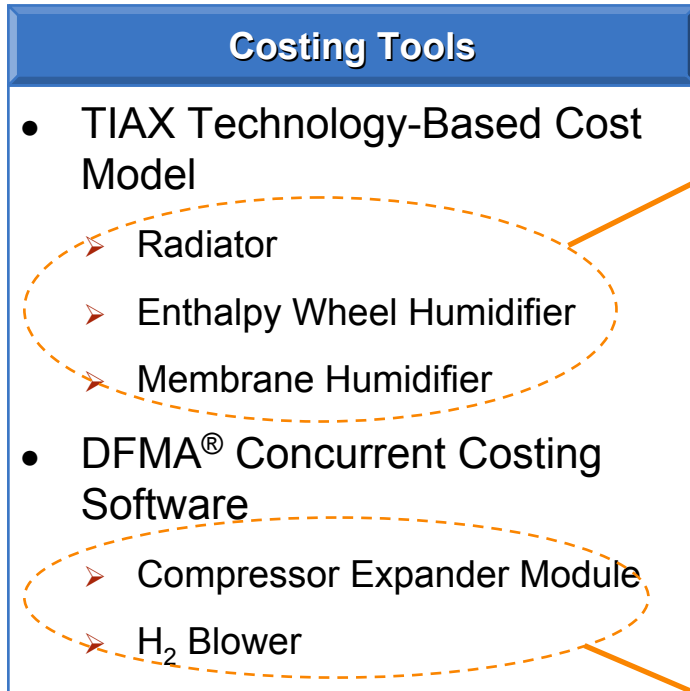 Costing Tools
● TIAX Technology-Based Cost
Model
➢ Radiator
➢ Enthalpy Wheel Humidifier
➢ Membrane Humidifier
● DFMA® Concurrent Costing
Software
➢ Compressor Expander Module
➢ H₂ Blower